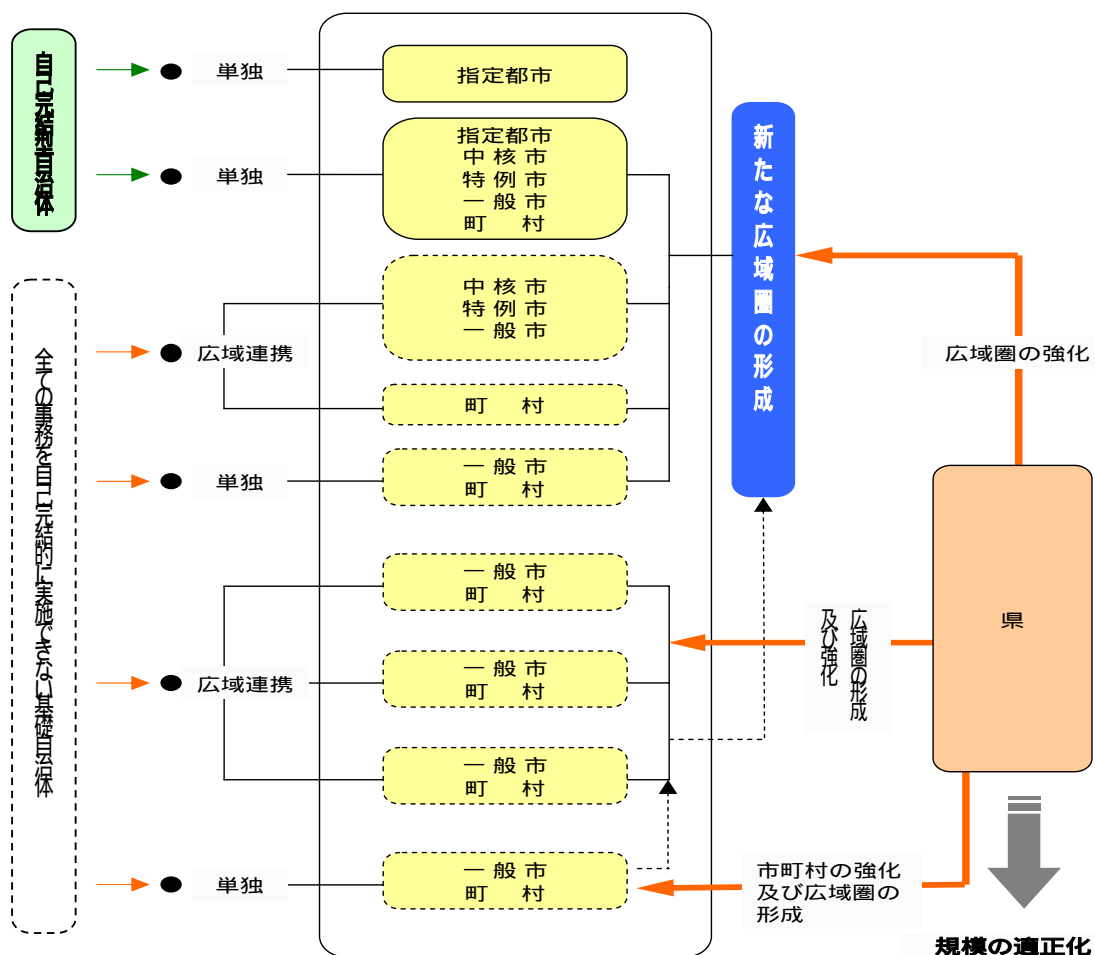 自己完結型自治体
単独
指定都市
単独
指定都市
中核市
特例市
一般市
町 村
全ての事務を自己完結的に実施できない基礎自治体
広域連携
中核市
特例市
一般市
町 村
単独
一般市
町 村
広域連携
一般市
町 村
一般市
町 村
一般市
町 村
単独
一般市
町 村
新たな広域圏の形成
広域圏の強化
広域圏の形成
及び強化
県
市町村の強化
及び広域圏の
形成
規模の適正化